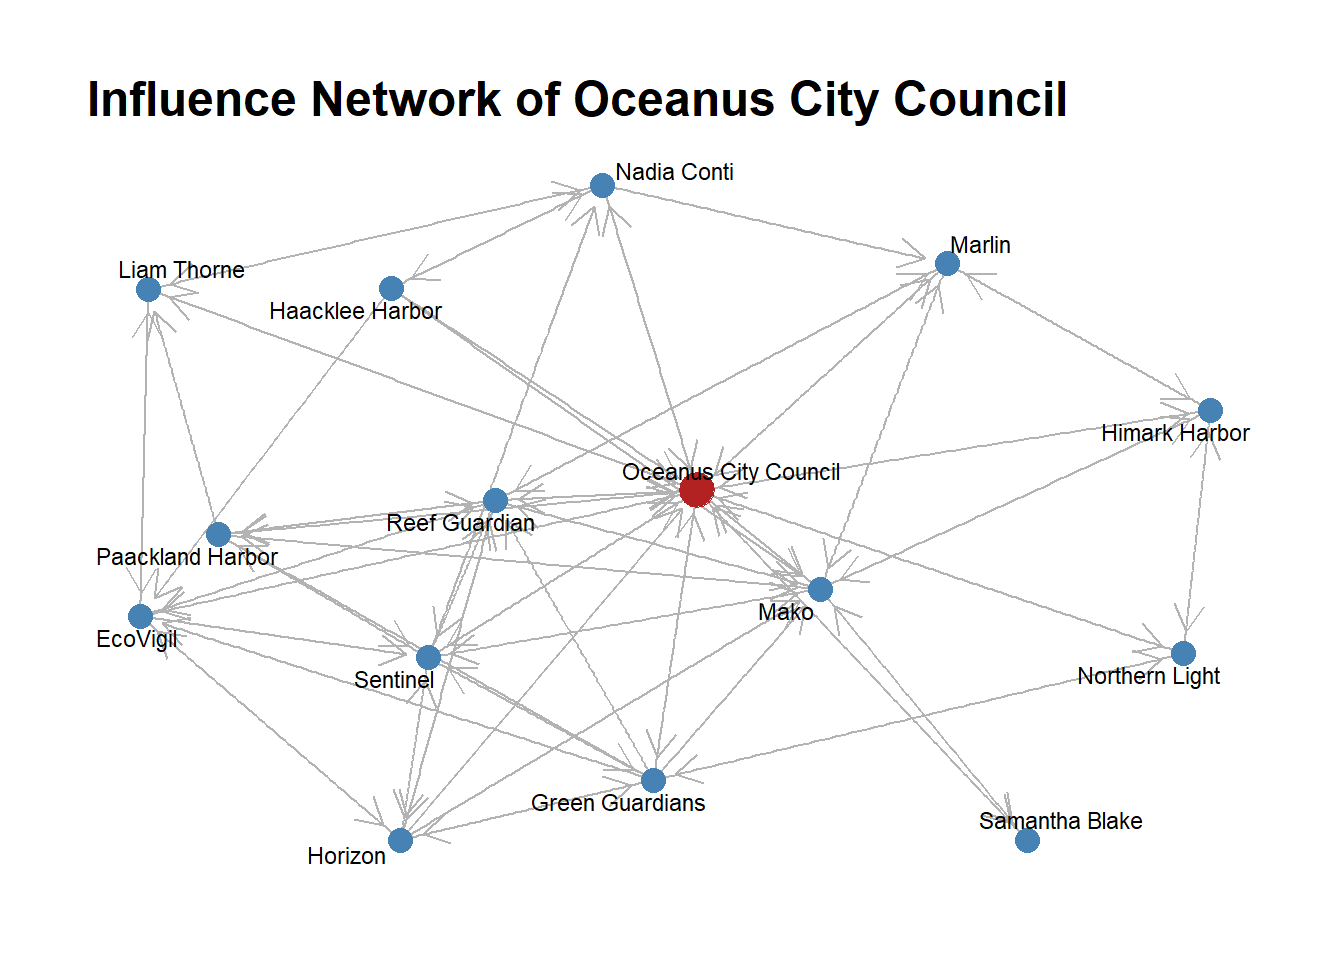 Influence Network of Oceanus City Council
Nadia Conti
Marlin
Liam Thorne
Haacklee Harbor
Himark Harbor
Oceanus City Council
Reef Guardian
Paackland Harbor
Mako
EcoVigil
Sentinel
Northern Light
Green Guardians
Samantha Blake
Horizon